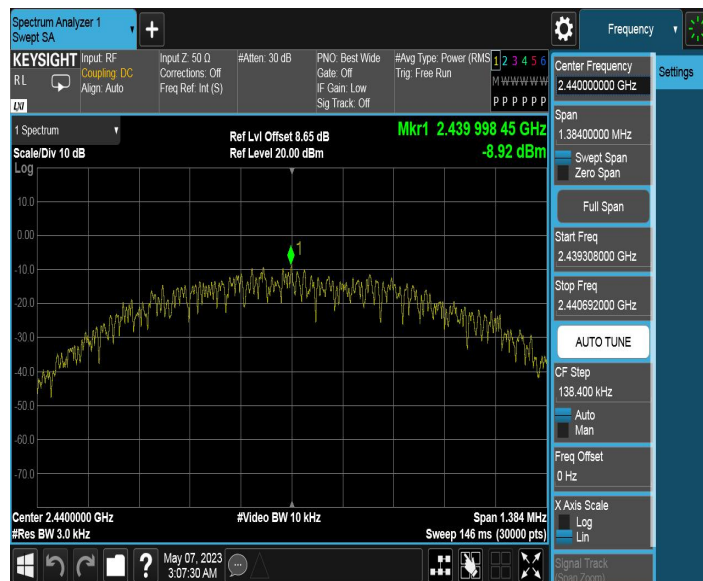 Spectrum Analyzer 1
Swept SA
+
Frequency
KEYSIGHT
RL
LXI
Input: RF
Coupling: DC
Align: Auto
Input Z: 50 Ω
Corrections: Off
Freq Ref: Int (S)
#Atten: 30 dB
PNO: Best Wide
Gate: Off
IF Gain: Low
Sig Track: Off
#Avg Type: Power (RMS
Trig: Free Run
1 2 3 4 5 6
M W W W W W
P P P P P P
1 Spectrum
Scale/Div 10 dB
Log
Ref Lvl Offset 8.65 dB
Ref Level 20.00 dBm
Mkr1 2.439 998 45 GHz
-8.92 dBm
10.0
0.00
-10.0
-20.0
-30.0
-40.0
-50.0
-60.0
-70.0
1
Center 2.4400000 GHz
#Res BW 3.0 kHz
#Video BW 10 kHz
Span 1.384 MHz
Sweep 146 ms (30000 pts)
Center Frequency
2.440000000 GHz
Span
1.38400000 MHz
Swept Span
Zero Span
Full Span
Start Freq
2.439308000 GHz
Stop Freq
2.440692000 GHz
AUTO TUNE
CF Step
138.400 kHz
Auto
Man
Freq Offset
0 Hz
X Axis Scale
Log
Lin
Signal Track
(Span Zoom)
Settings
?
May 07, 2023
3:07:30 AM